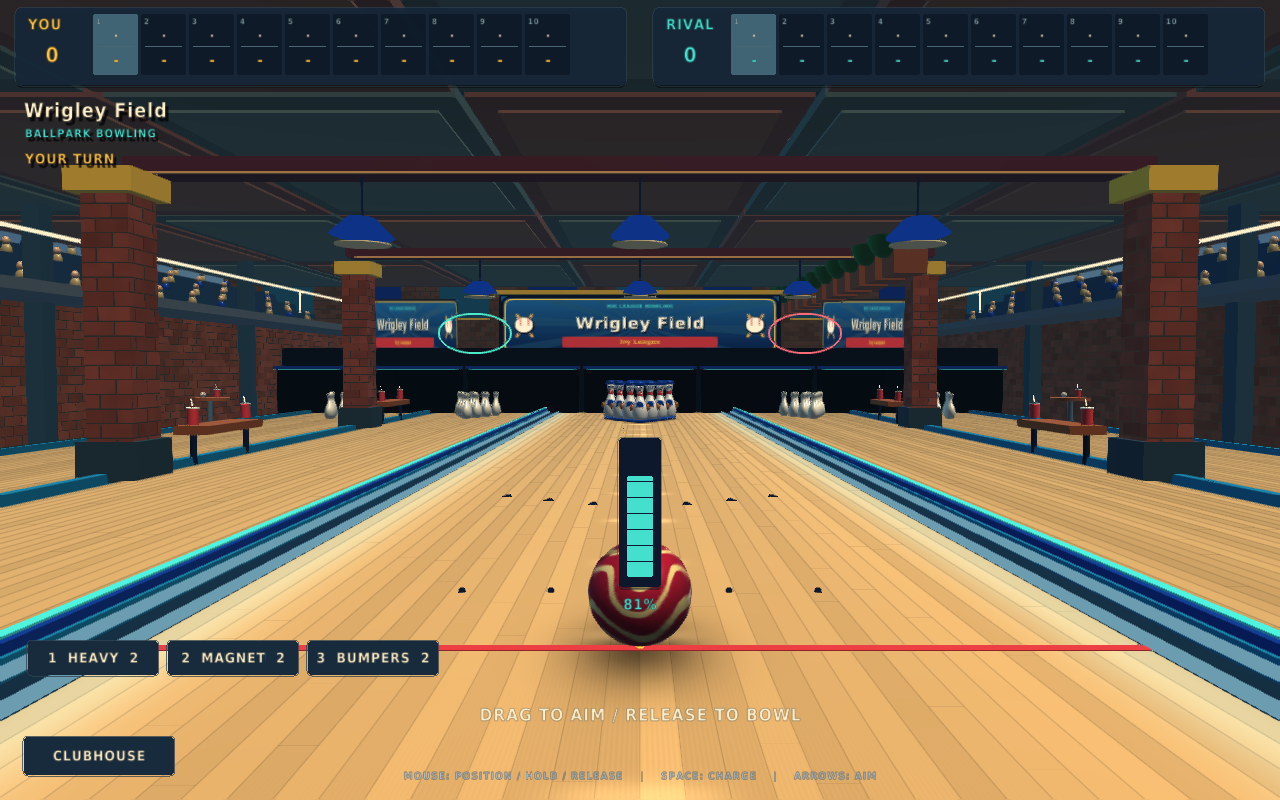 YOU
0
1 2 3 4 5 6 7 8 9 10
. . . . . . . . . .
- - - - - - - - - -
RIVAL
0
1 2 3 4 5 6 7 8 9 10
. . . . . . . . . .
- - - - - - - - - -
Wrigley Field
BALLPARK BOWLING
YOUR TURN
Wrigley Field
Wrigley Field
Wrigley Field
81%
1 HEAVY 2
2 MAGNET 2
3 BUMPERS 2
DRAG TO AIM / RELEASE TO BOWL
CLUBHOUSE
MOUSE: POSITION / HOLD / RELEASE | SPACE: CHARGE | ARROWS: AIM